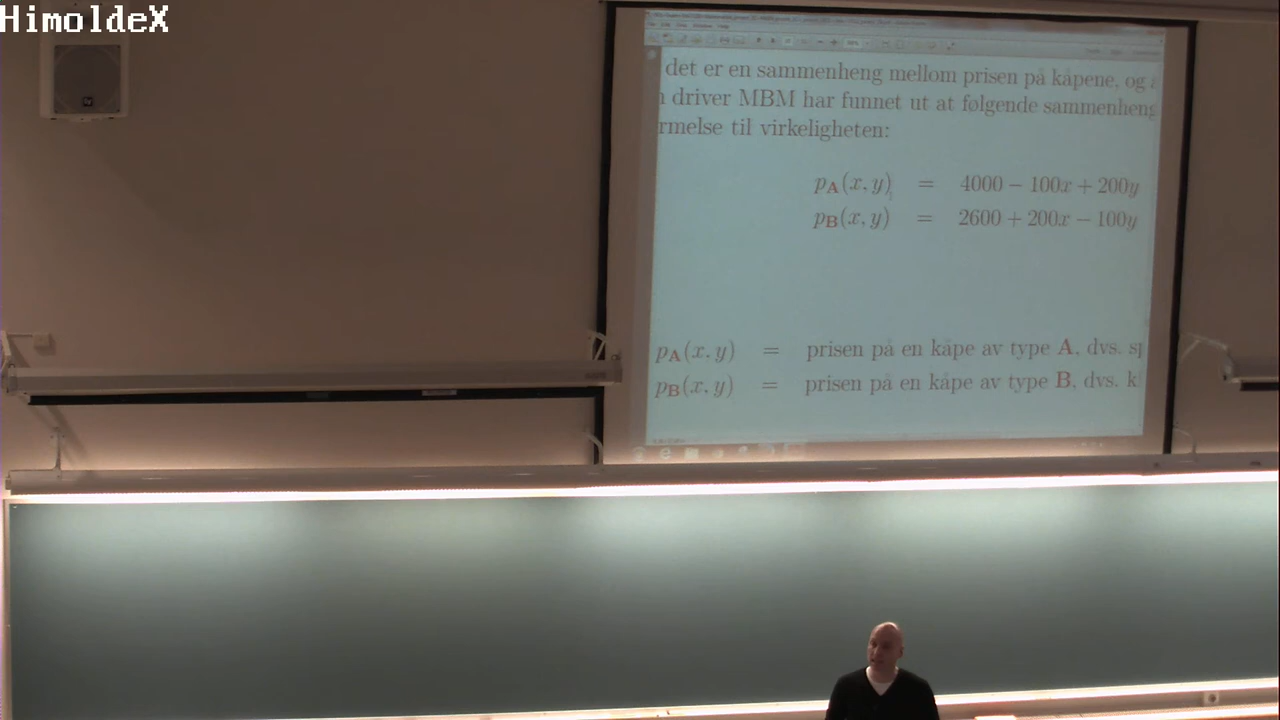 HimoldeX
det er en sammenheng mellom prisen på kåpene, og
driver MBM har funnet ut at følgende sammenheng
rmelse til virkeligheten:
pA(x, y) = 4000 − 100x + 200y
pB(x, y) = 2600 + 200x − 100y
pA(x, y) = prisen på en kåpe av type A, dvs. sp
pB(x, y) = prisen på en kåpe av type B, dvs. k